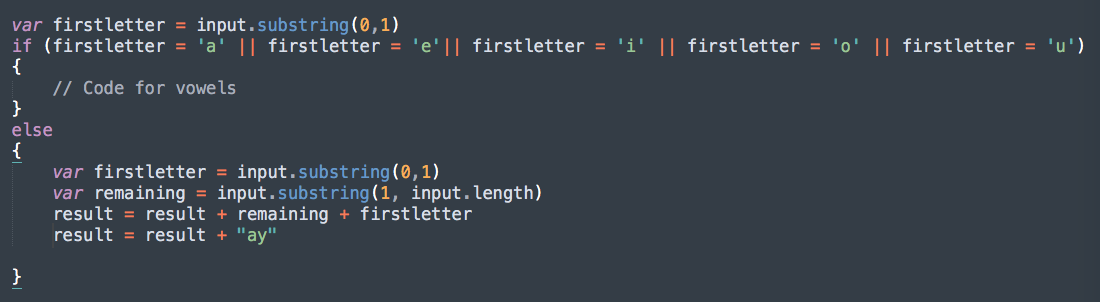 var firstletter = input.substring(0,1)
if (firstletter = 'a' || firstletter = 'e'|| firstletter = 'i' || firstletter = 'o' || firstletter = 'u')
{
    // Code for vowels
}
else
{
    var firstletter = input.substring(0,1)
    var remaining = input.substring(1, input.length)
    result = result + remaining + firstletter
    result = result + "ay"
}